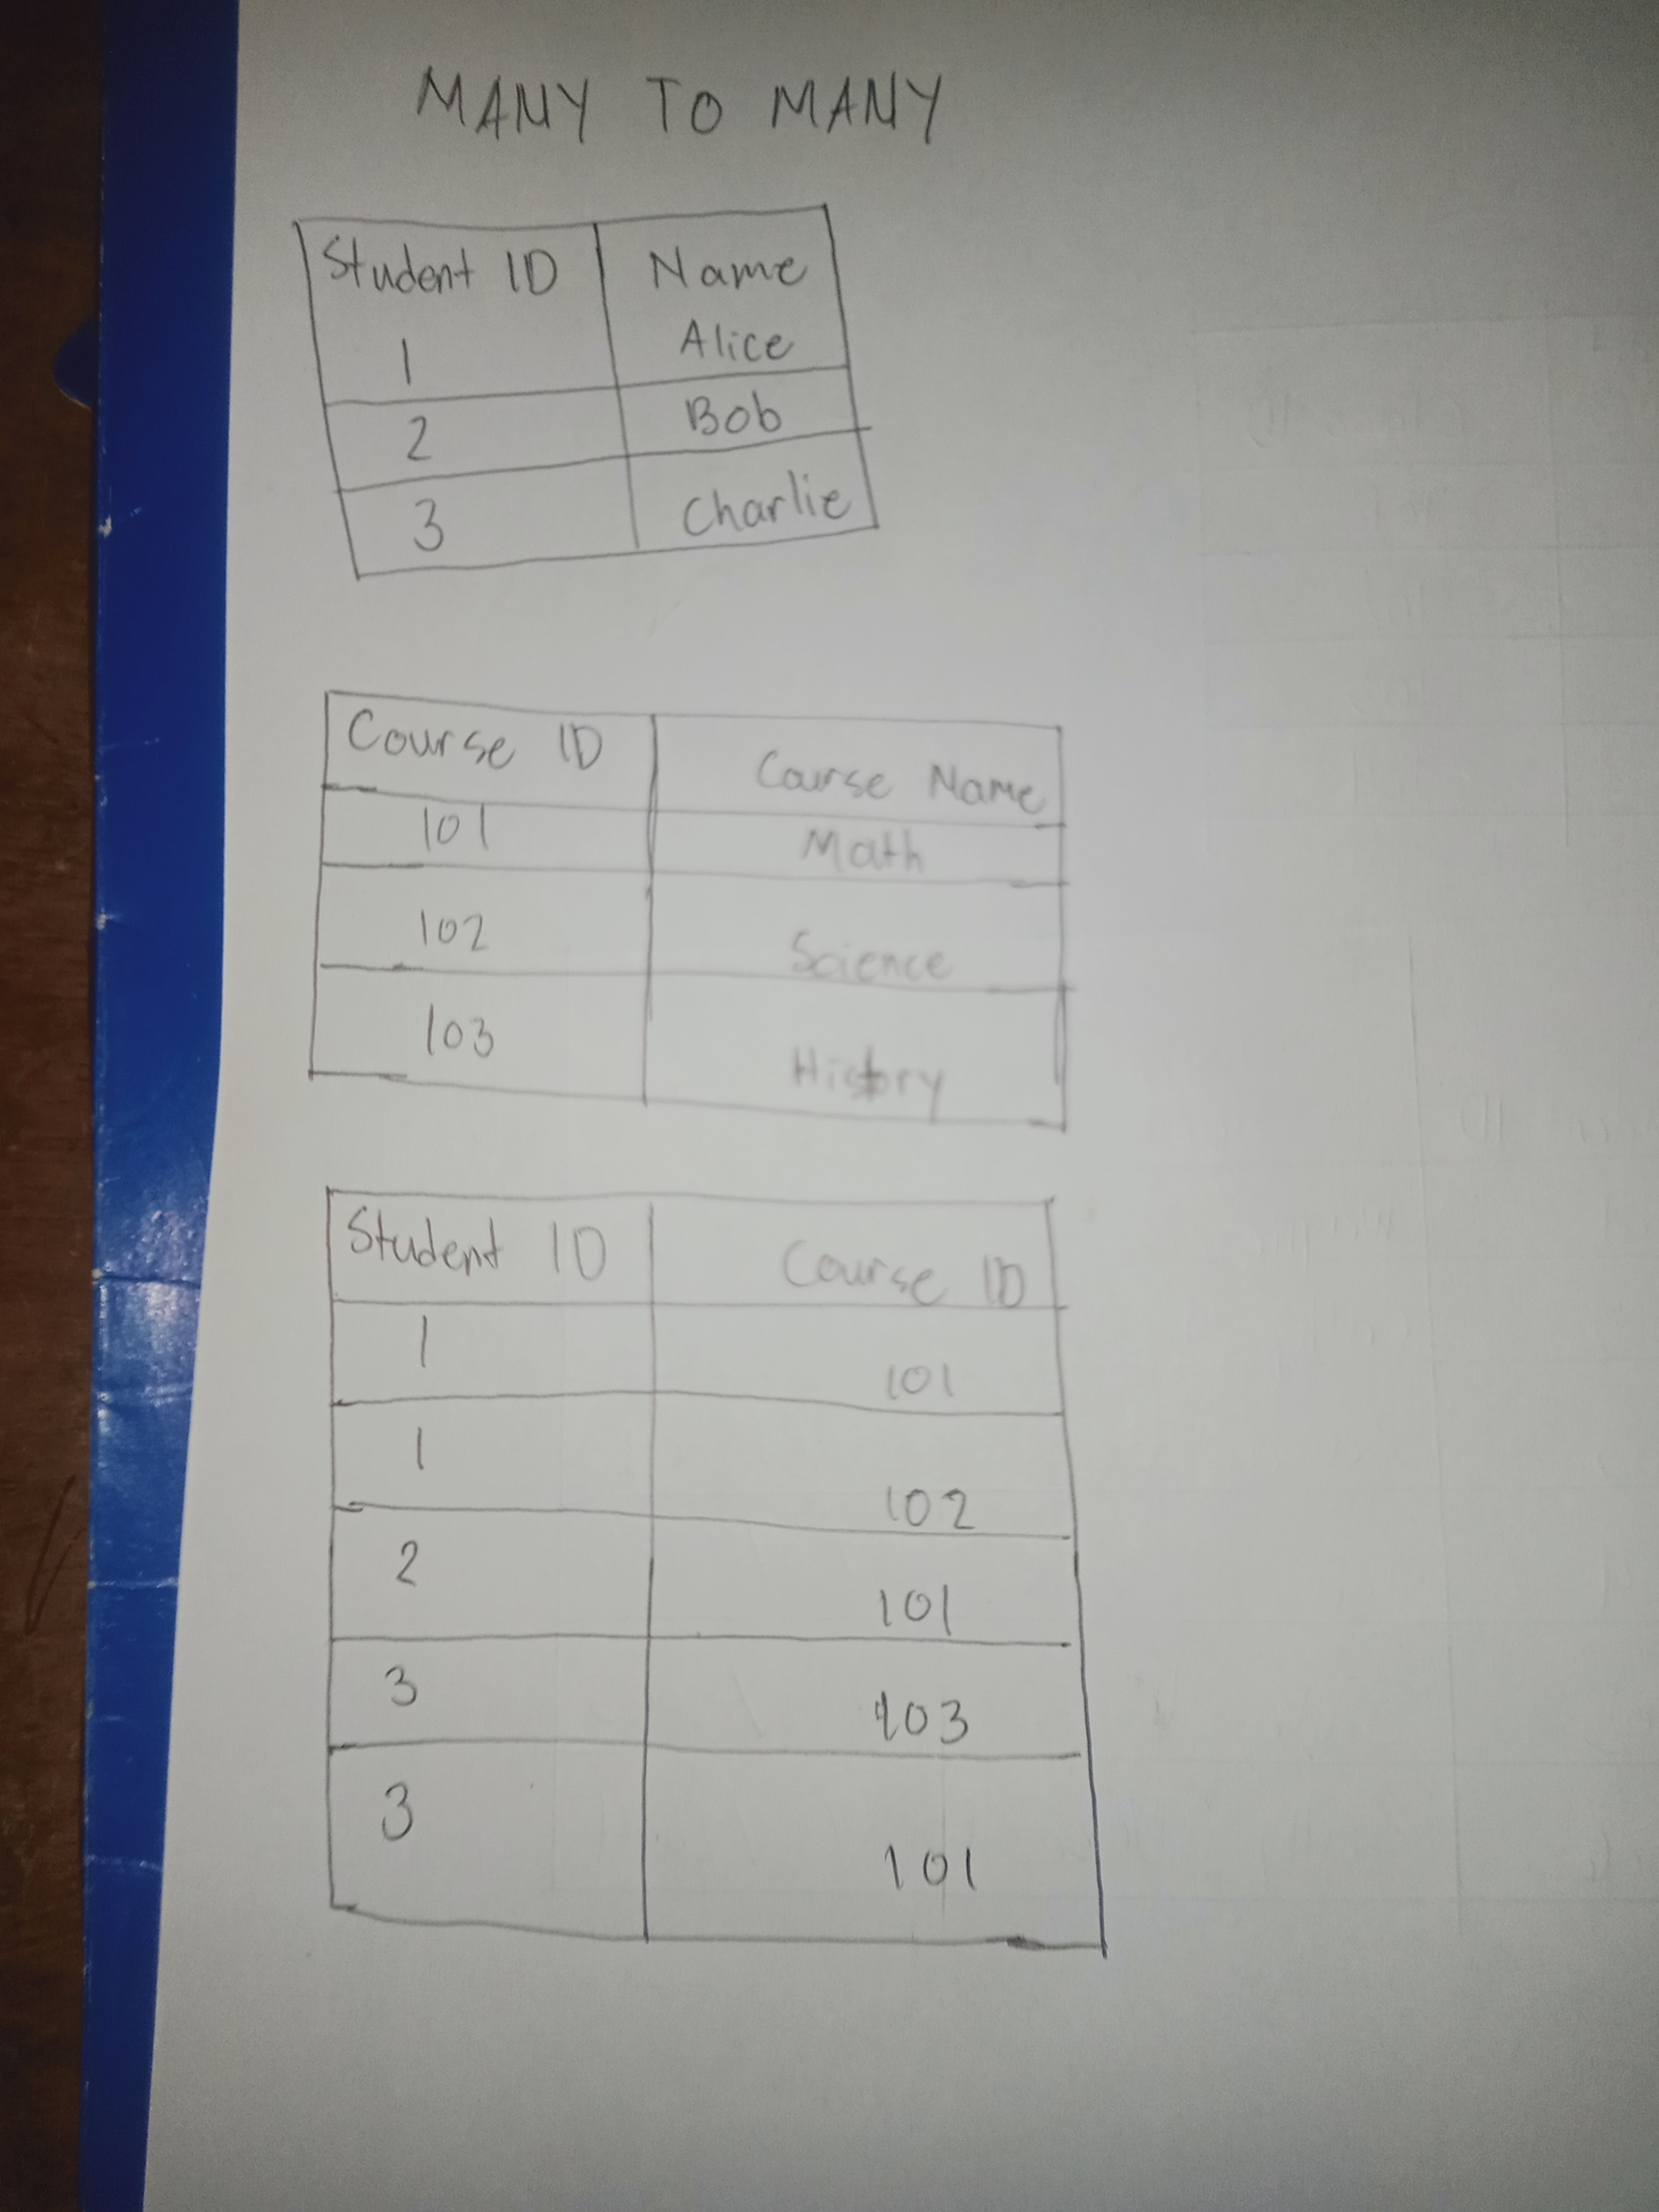 MANY TO MANY
Student ID Name
1 Alice
2 Bob
3 Charlie
Course ID Course Name
101 Math
102 Science
103 History
Student ID Course ID
1 101
1 102
2 101
3 103
3 101